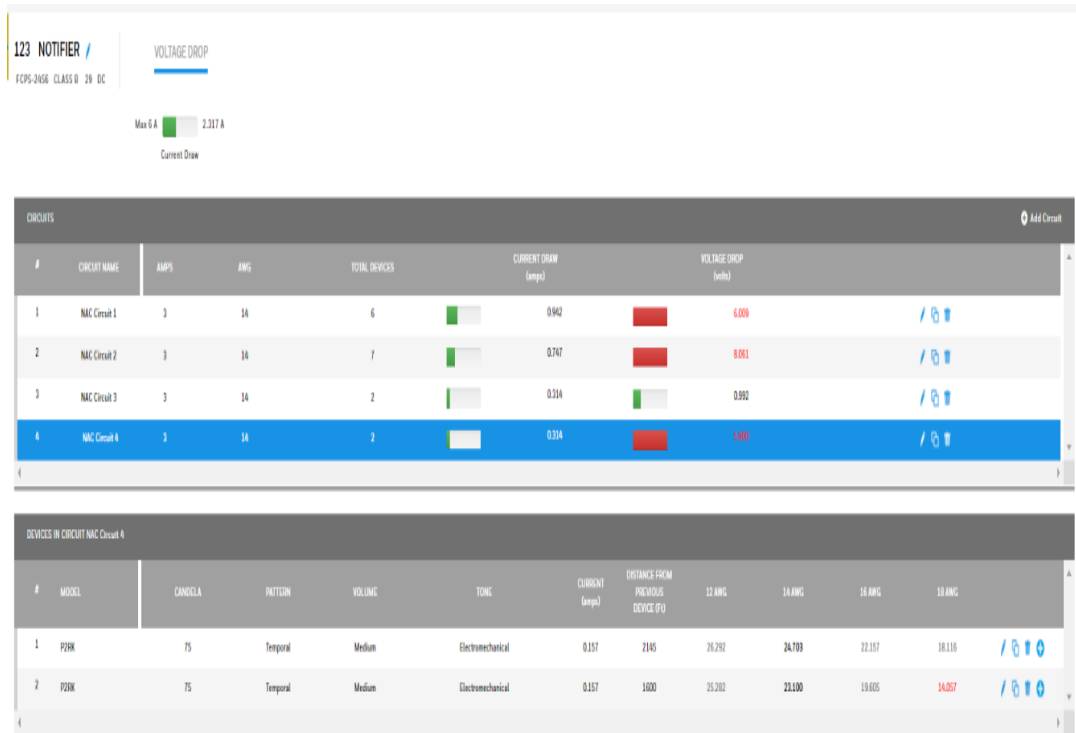 123 NOTIFIER
VOLTAGE DROP
FCPS-24S6 CLASS B 29 DC
Max 6 A 2.317 A
Current Draw
CIRCUITS Add Circuit
# CIRCUIT NAME AMPS AWG TOTAL DEVICES CURRENT DRAW (amps) VOLTAGE DROP (volts)
1 NAC Circuit 1 3 14 6 0.942 6.009
2 NAC Circuit 2 3 14 7 0.747 8.061
3 NAC Circuit 3 3 14 2 0.314 0.992
4 NAC Circuit 4 3 14 2 0.314
DEVICES IN CIRCUIT NAC Circuit 4
# MODEL CANDELA PATTERN VOLUME TONE CURRENT (amps) DISTANCE FROM PREVIOUS DEVICE (Ft) 12 AWG 14 AWG 16 AWG 18 AWG
1 P2RK 75 Temporal Medium Electromechanical 0.157 2145 26.292 24.703 22.157 18.116
2 P2RK 75 Temporal Medium Electromechanical 0.157 1600 25.282 23.100 19.605 14.057